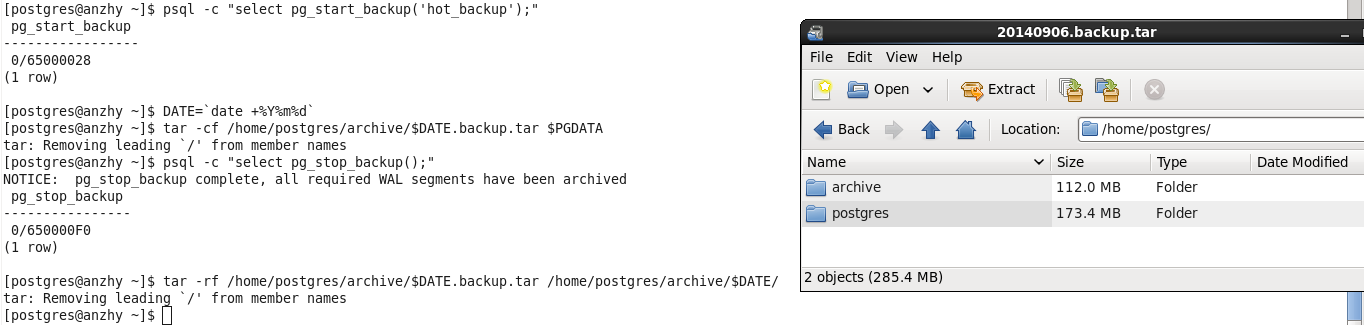 [postgres@anzhy ~]$ psql -c "select pg_start_backup('hot_backup');"
 pg_start_backup
-----------------
 0/65000028
(1 row)

[postgres@anzhy ~]$ DATE=`date +%Y%m%d`
[postgres@anzhy ~]$ tar -cf /home/postgres/archive/$DATE.backup.tar $PGDATA
tar: Removing leading `/' from member names
[postgres@anzhy ~]$ psql -c "select pg_stop_backup();"
NOTICE:  pg_stop_backup complete, all required WAL segments have been archived
 pg_stop_backup
----------------
 0/650000F0
(1 row)

[postgres@anzhy ~]$ tar -rf /home/postgres/archive/$DATE.backup.tar /home/postgres/archive/$DATE/
tar: Removing leading `/' from member names
[postgres@anzhy ~]$
20140906.backup.tar
File Edit View Help
Open Extract
Back Location: /home/postgres/
Name Size Type Date Modified
archive 112.0 MB Folder
postgres 173.4 MB Folder
2 objects (285.4 MB)